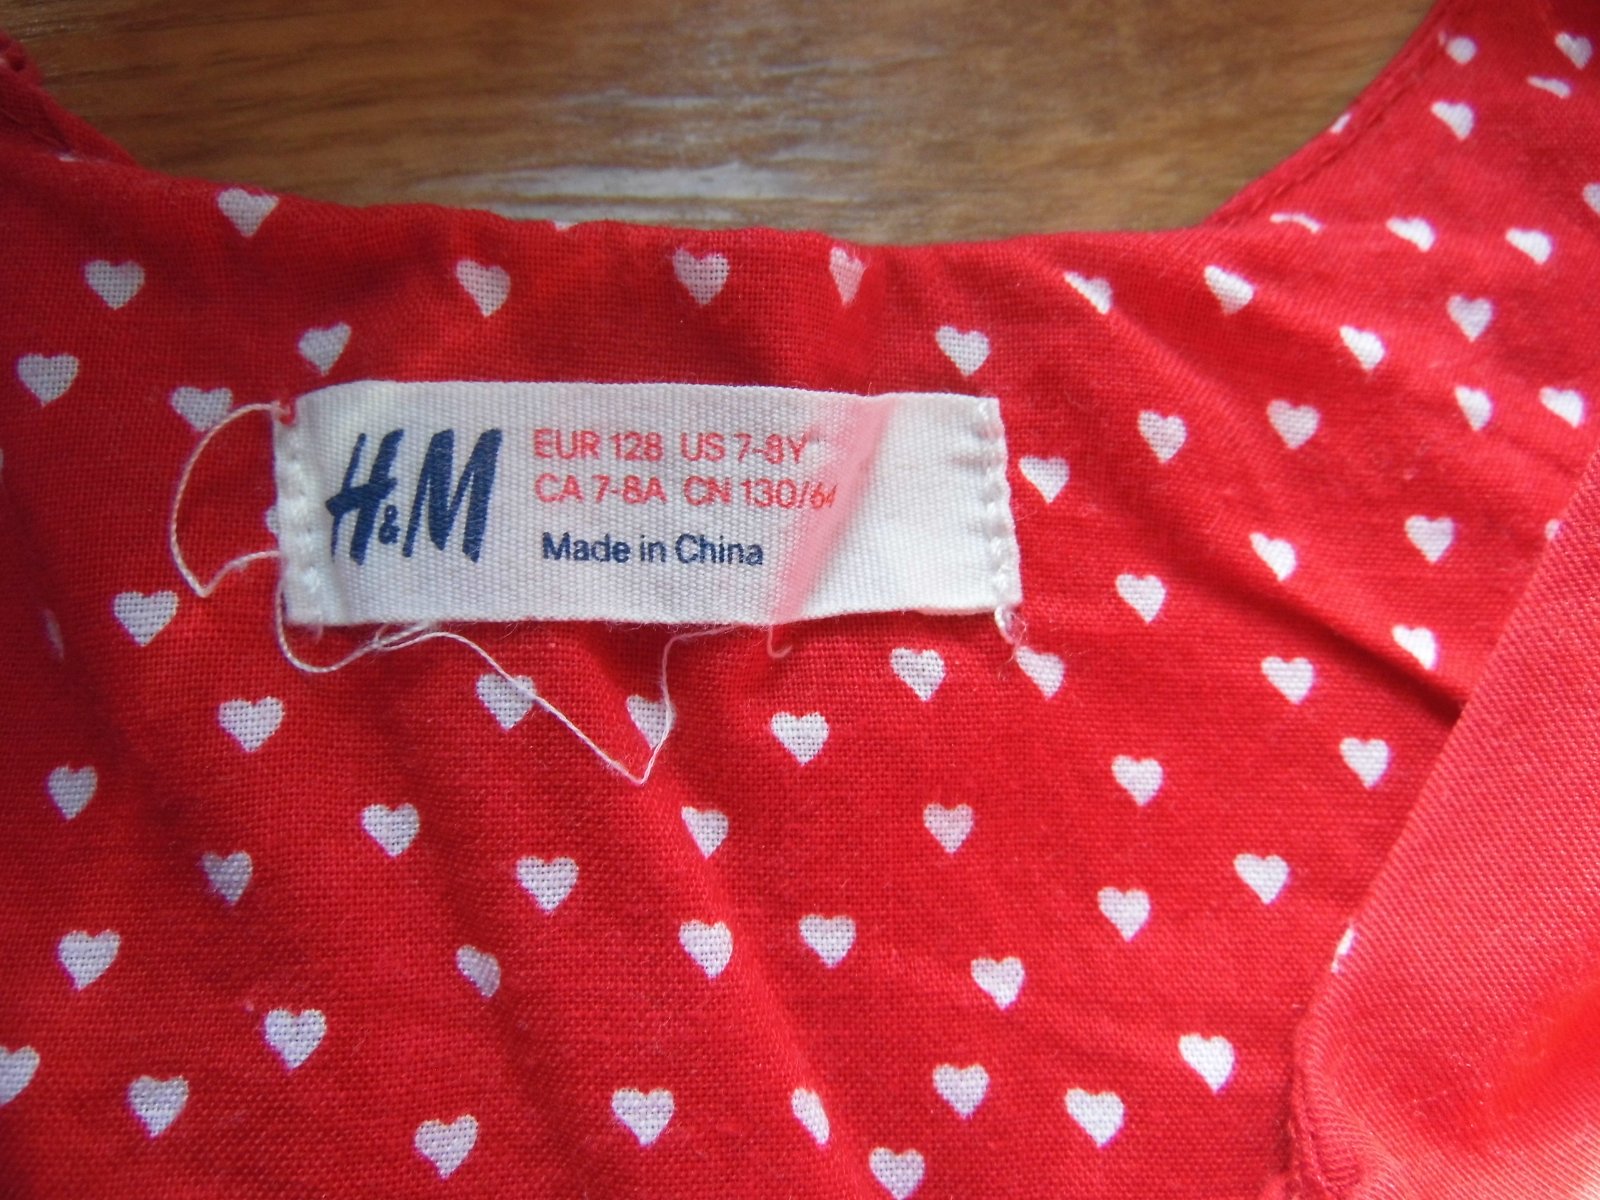 H&M
EUR 128 US 7-8Y
CA 7-8A CN 130/64
Made in China